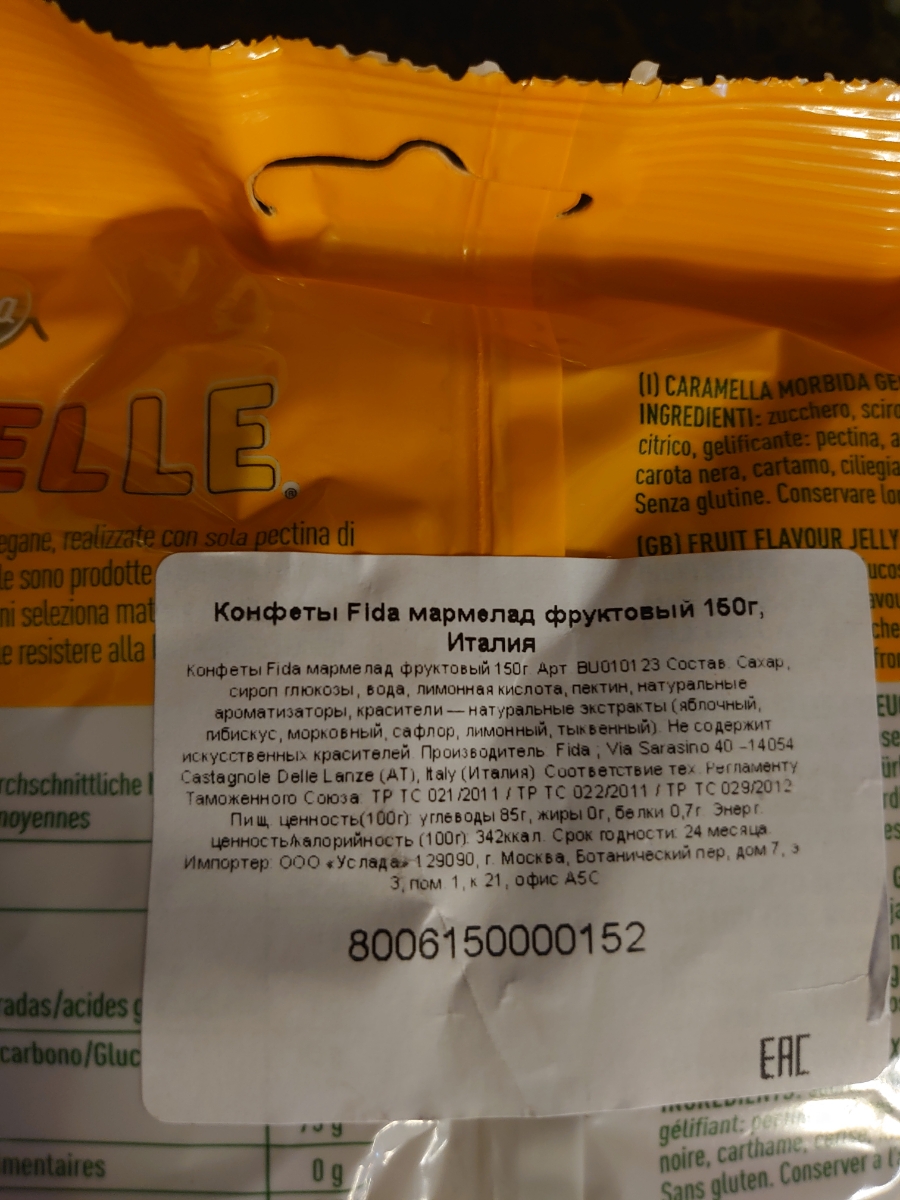 ELLE®
egane, realizzate con sola pectina di
le sono prodotte
ni seleziona mat
e resistere alla
(I) CARAMELLA MORBIDA GE
INGREDIENTI: zucchero, sciro
citrico, gelificante: pectina, a
carota nera, cartamo, ciliegia
Senza glutine. Conservare lo
(GB) FRUIT FLAVOUR JELLY
Конфеты Fida мармелад фруктовый 150г,
Италия
Конфеты Fida мармелад фруктовый 150г. Арт. BU010123 Состав: Сахар,
сироп глюкозы, вода, лимонная кислота, пектин, натуральные
ароматизаторы, красители — натуральные экстракты (яблочный,
гибискус, морковный, сафлор, лимонный, тыквенный). Не содержит
искусственных красителей. Производитель: Fida ; Via Sarasino 40 -14054
Castagnole Delle Lanze (AT), Italy (Италия) Соответствие тех. Регламенту
Таможенного Союза: ТР ТС 021/2011 / ТР ТС 022/2011 / ТР ТС 029/2012
Пищ. ценность(100г): углеводы 85г, жиры 0г, белки 0,7г. Энерг.
ценность/калорийность (100г): 342ккал. Срок годности: 24 месяца.
Импортер: ООО «Услада» 129090, г. Москва, Ботанический пер, дом 7, э
3, пом. 1, к 21, офис А5С
8006150000152
EAC
rchschnittliche
moyennes
radas/acides g
carbono/Gluc
mentaires
0 g
gélifiant:
noire, carthame,
Sans gluten. Conserver à l'a